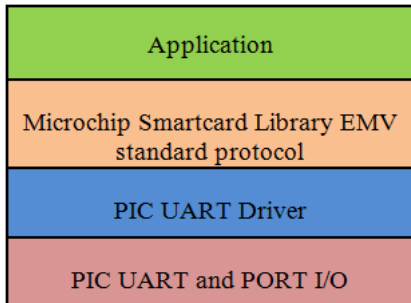 Application
Microchip Smartcard Library EMV
standard protocol
PIC UART Driver
PIC UART and PORT I/O